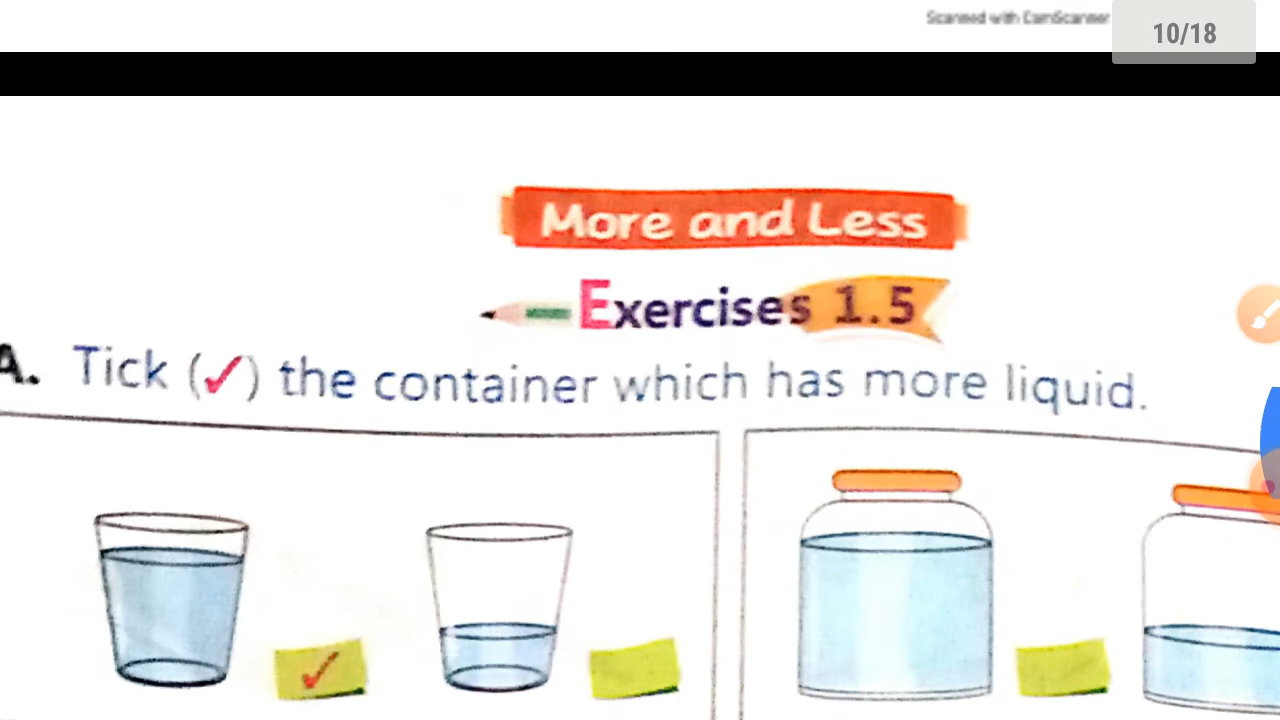 Scanned with CamScanner
10/18
More and Less
Exercises 1.5
A. Tick (✓) the container which has more liquid.